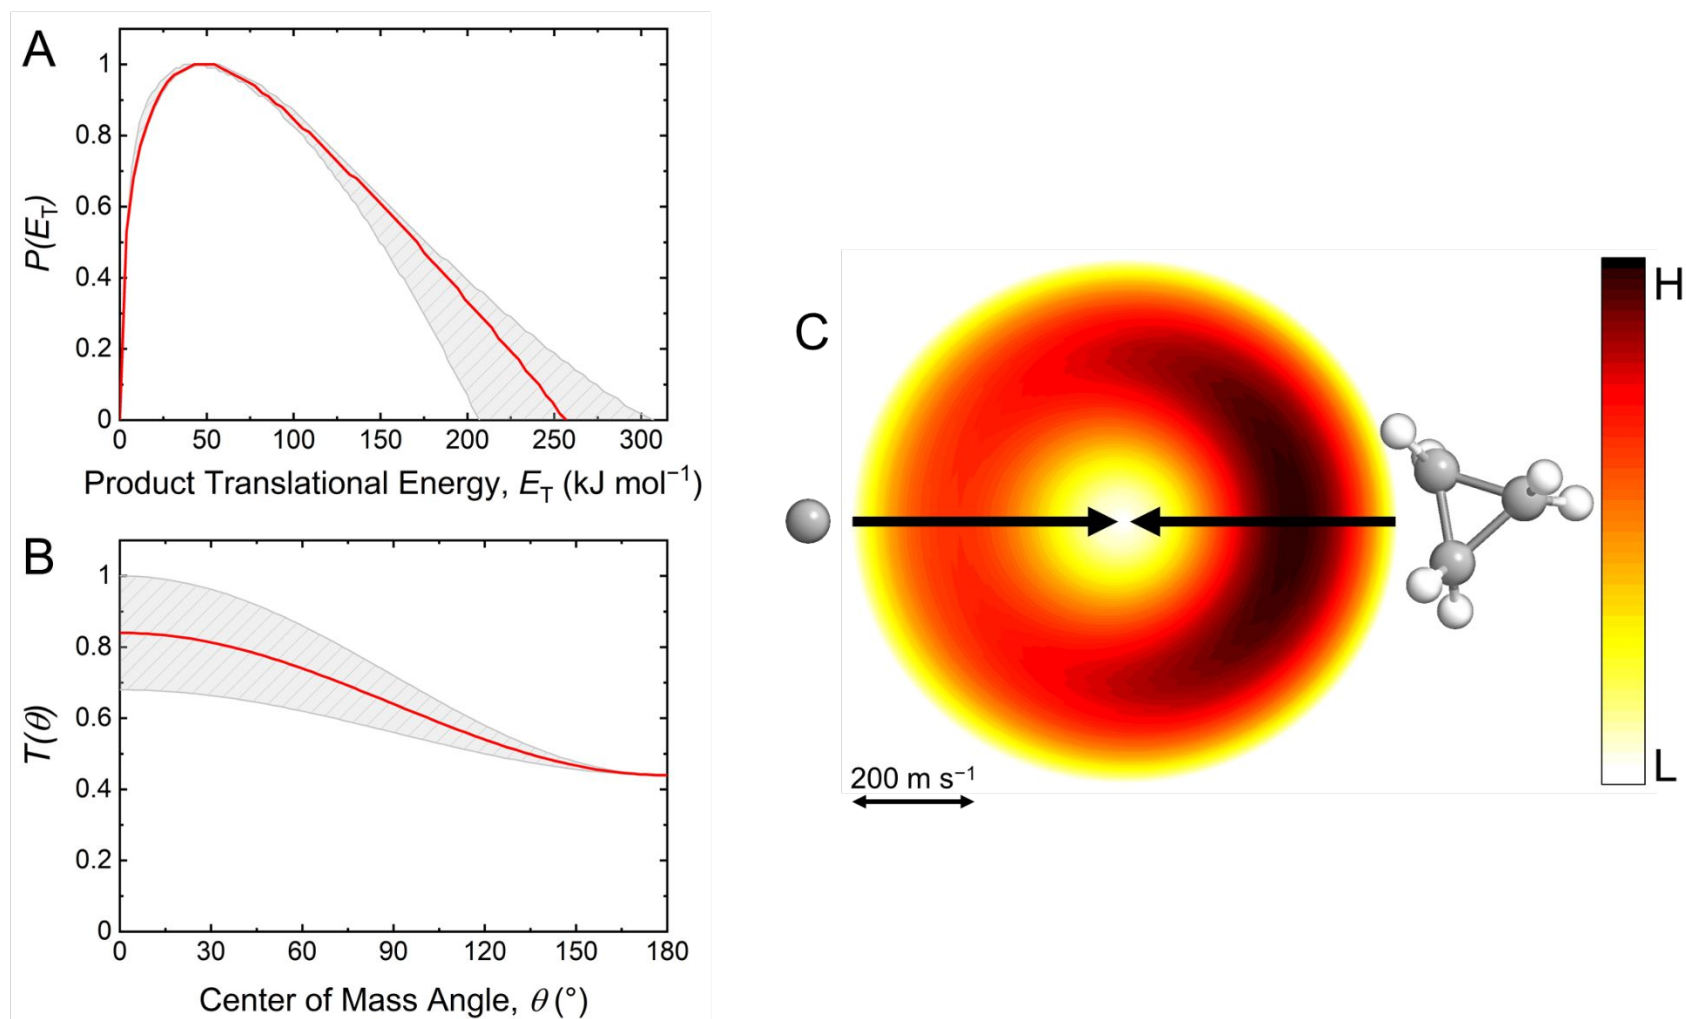 A
1
0.8
0.6
0.4
0.2
0
P(E_T)
0 50 100 150 200 250 300
Product Translational Energy, E_T (kJ mol⁻¹)
B
1
0.8
0.6
0.4
0.2
0
T(θ)
0 30 60 90 120 150 180
Center of Mass Angle, θ (°)
C
200 m s⁻¹
H
L